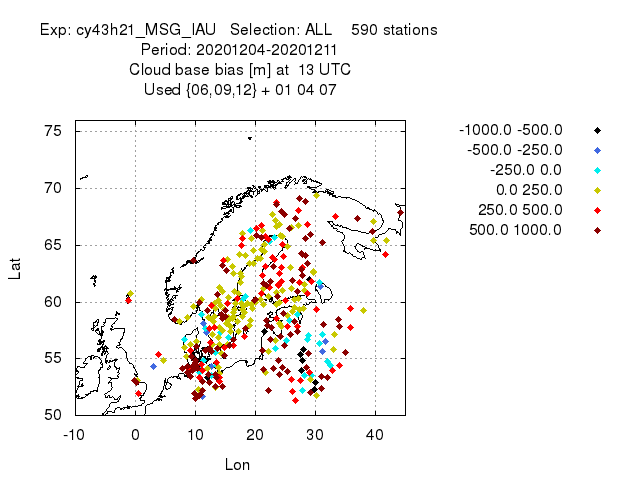 Exp: cy43h21_MSG_IAU Selection: ALL 590 stations
Period: 20201204-20201211
Cloud base bias [m] at 13 UTC
Used {06,09,12} + 01 04 07
75
70
65
60
55
50
-10 0 10 20 30 40
Lat
Lon
-1000.0 -500.0
-500.0 -250.0
-250.0 0.0
0.0 250.0
250.0 500.0
500.0 1000.0